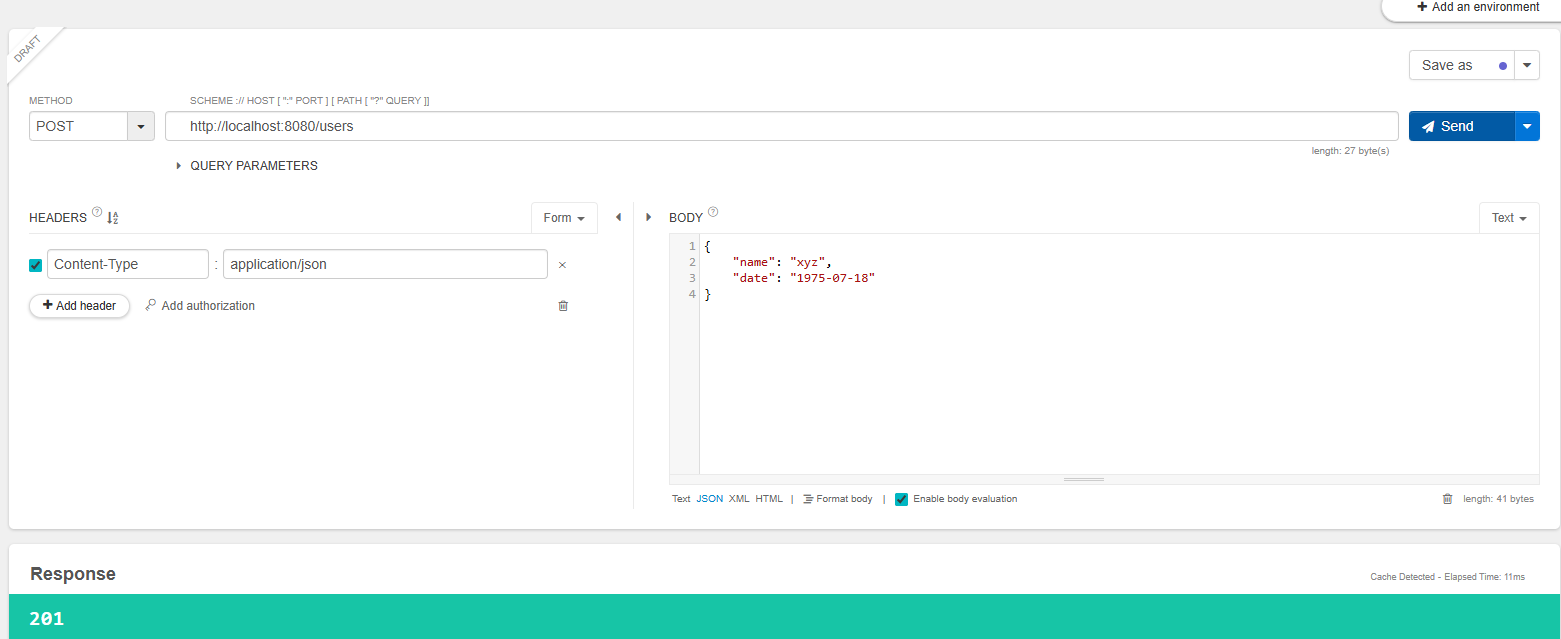 + Add an environment
DRAFT
Save as
METHOD
SCHEME :// HOST [ ":" PORT ] [ PATH [ "?" QUERY ]]
POST
http://localhost:8080/users
Send
length: 27 byte(s)
QUERY PARAMETERS
HEADERS ? Form
BODY ? Text
Content-Type : application/json ×
+ Add header Add authorization
1 {
2 "name": "xyz",
3 "date": "1975-07-18"
4 }
Text JSON XML HTML | Format body | Enable body evaluation length: 41 bytes
Response
Cache Detected - Elapsed Time: 11ms
201